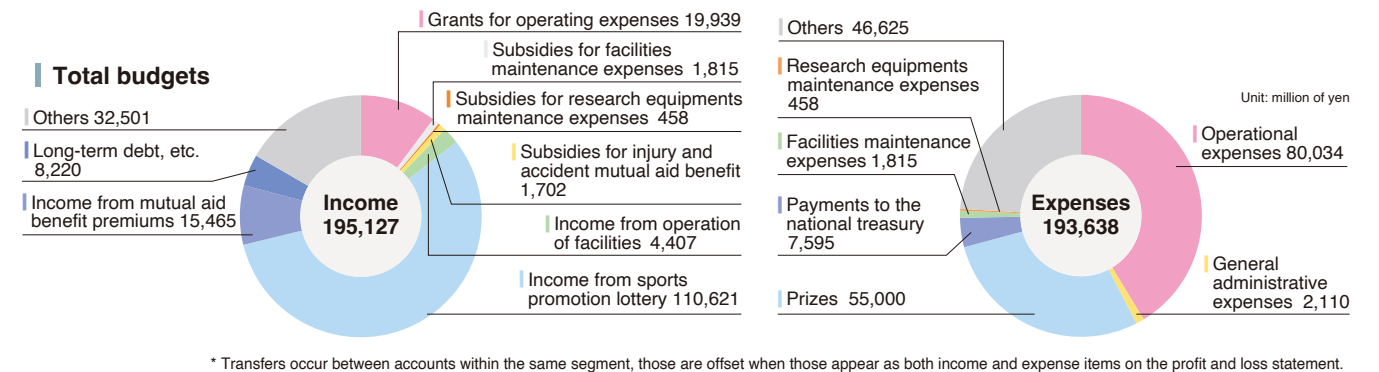 Total budgets
Grants for operating expenses 19,939
Subsidies for facilities
maintenance expenses 1,815
Subsidies for research equipments
maintenance expenses 458
Subsidies for injury and
accident mutual aid benefit
1,702
Income from operation
of facilities 4,407
Income from sports
promotion lottery 110,621
Others 32,501
Long-term debt, etc.
8,220
Income from mutual aid
benefit premiums 15,465
Income
195,127
Others 46,625
Research equipments
maintenance expenses
458
Facilities maintenance
expenses 1,815
Payments to the
national treasury
7,595
Prizes 55,000
Expenses
193,638
Unit: million of yen
Operational
expenses 80,034
General
administrative
expenses 2,110
* Transfers occur between accounts within the same segment, those are offset when those appear as both income and expense items on the profit and loss statement.